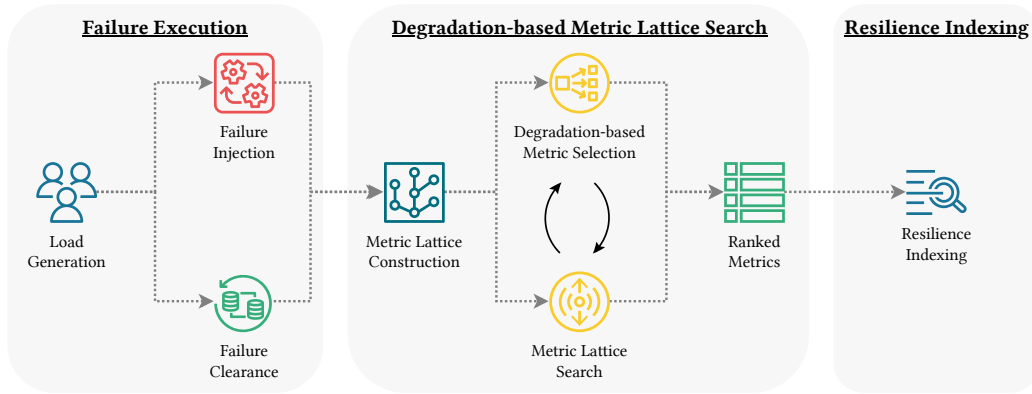 Failure Execution
Degradation-based Metric Lattice Search
Resilience Indexing
Failure
Injection
Load
Generation
Failure
Clearance
Metric Lattice
Construction
Degradation-based
Metric Selection
Metric Lattice
Search
Ranked
Metrics
Resilience
Indexing